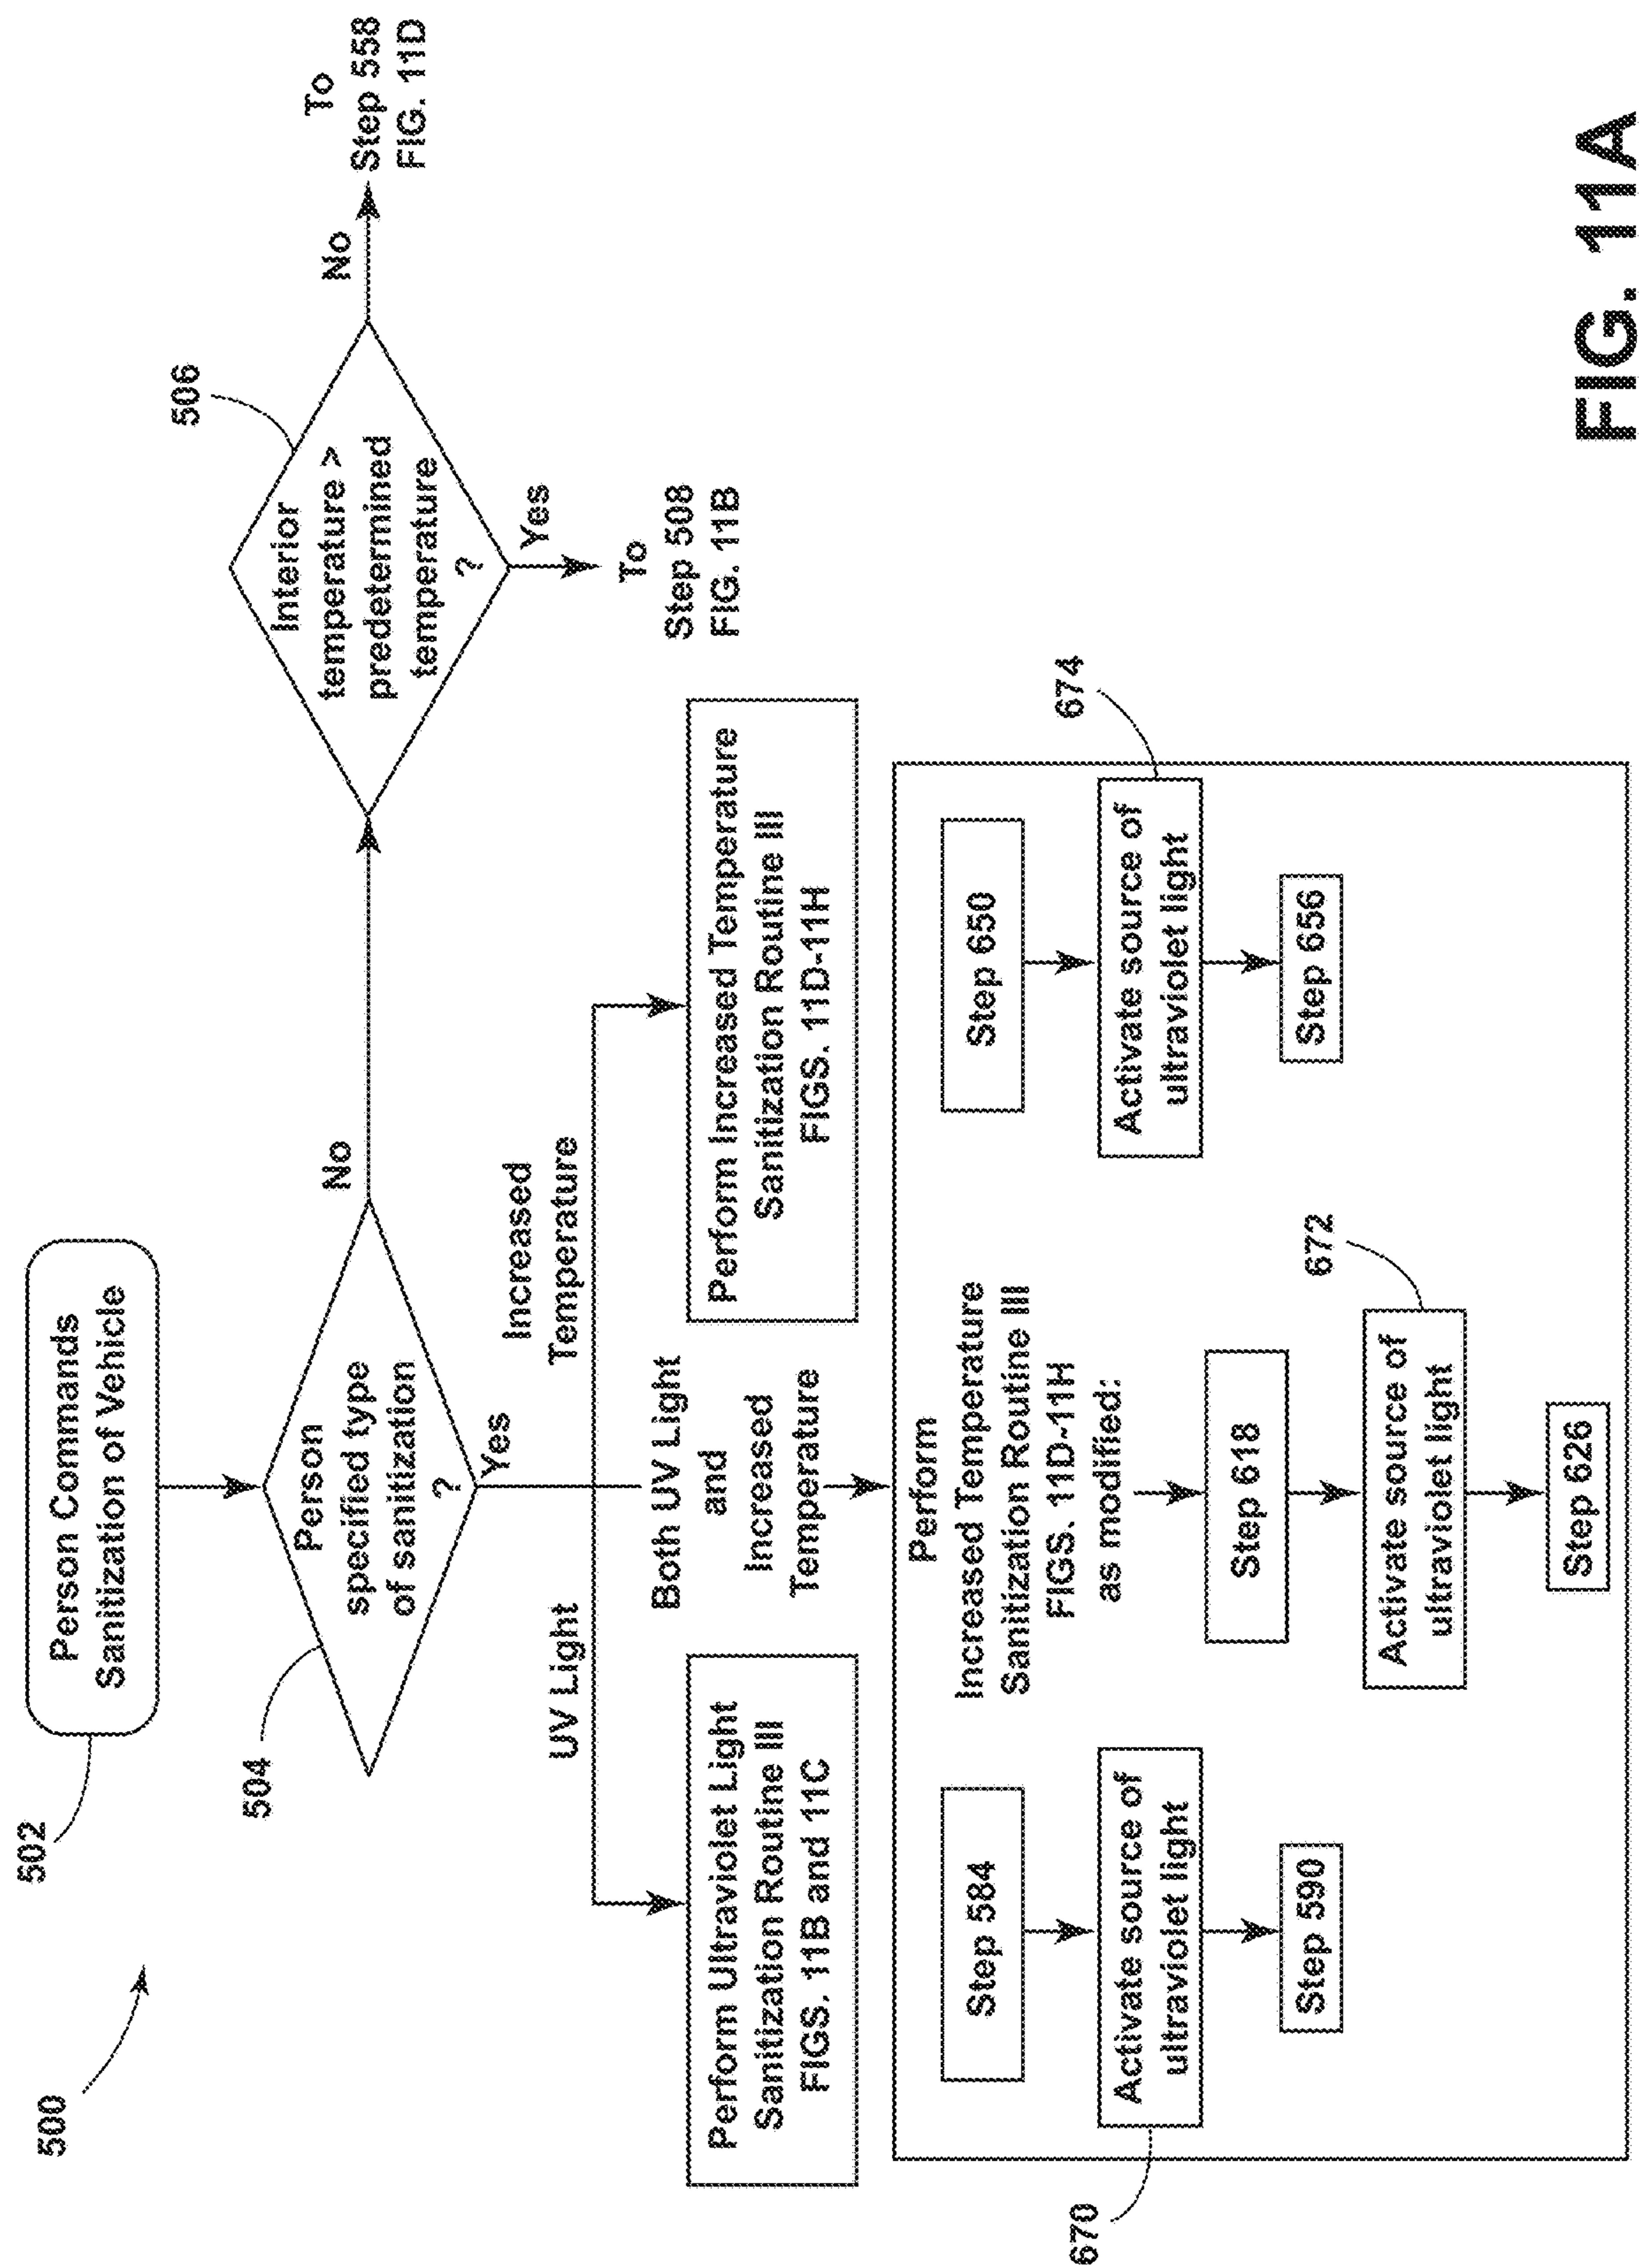 500
502
Person Commands
Sanitization of Vehicle
504
Person
specified type
of sanitization
?
No
Yes
506
Interior
temperature >
predetermined
temperature
?
No
To
Step 558
FIG. 11D
Yes
To
Step 508
FIG. 11B
UV Light
Both UV Light
and
Increased
Temperature
Increased
Temperature
Perform Ultraviolet Light
Sanitization Routine III
FIGS. 11B and 11C
Perform Increased Temperature
Sanitization Routine III
FIGS. 11D-11H
Perform
Increased Temperature
Sanitization Routine III
FIGS. 11D-11H
as modified:
Step 584
670
Activate source of
ultraviolet light
Step 590
Step 618
672
Activate source of
ultraviolet light
Step 626
Step 650
674
Activate source of
ultraviolet light
Step 656
FIG. 11A